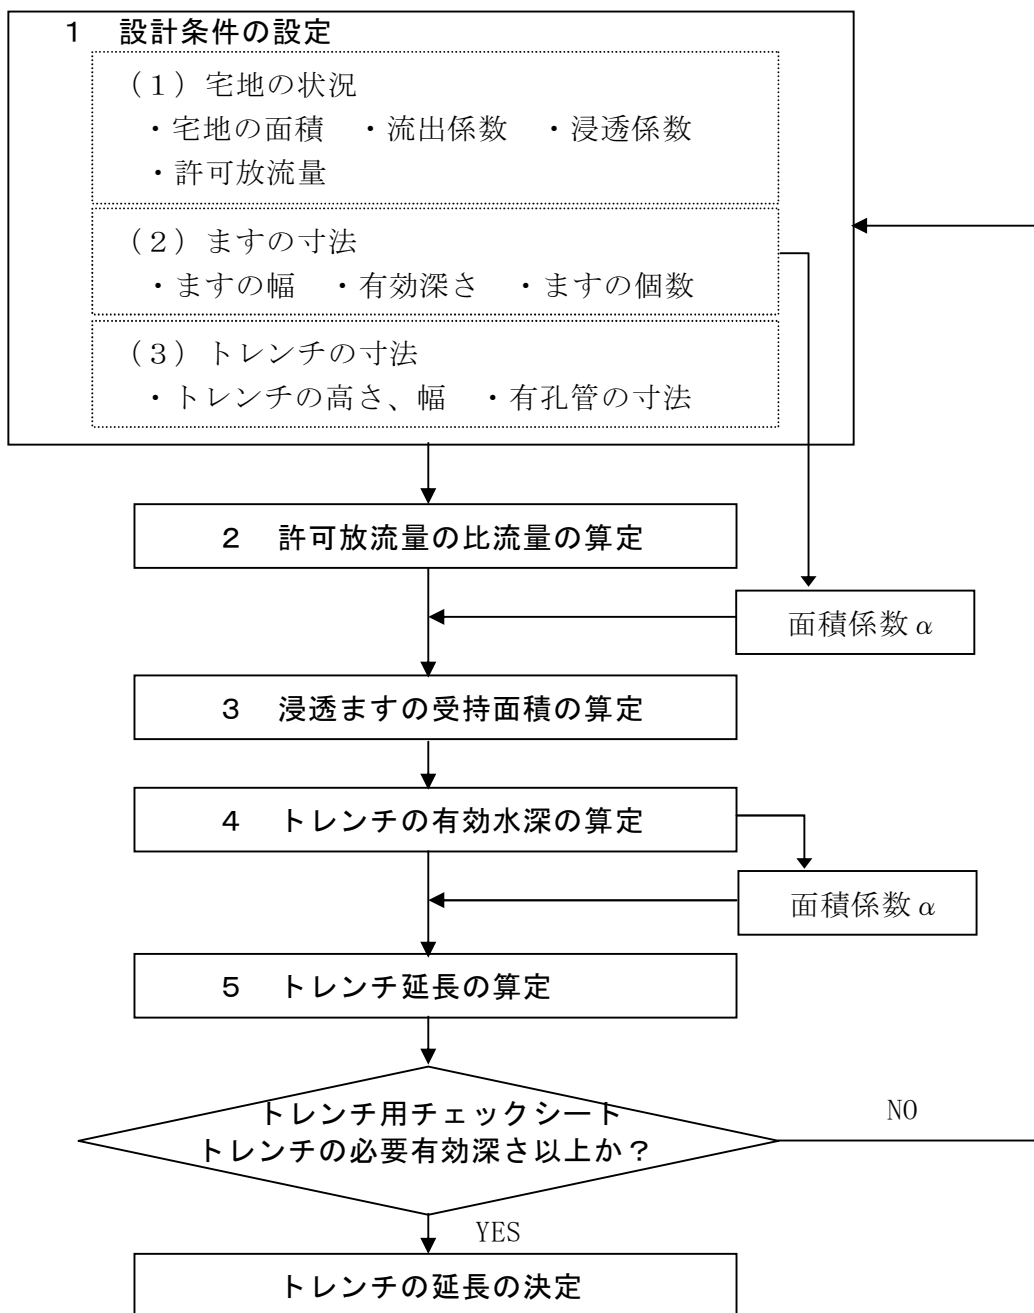 １　設計条件の設定
（１）宅地の状況
・宅地の面積　・流出係数　・浸透係数
・許可放流量
（２）ますの寸法
・ますの幅　・有効深さ　・ますの個数
（３）トレンチの寸法
・トレンチの高さ、幅　・有孔管の寸法
２　許可放流量の比流量の算定
面積係数α
３　浸透ますの受持面積の算定
４　トレンチの有効水深の算定
面積係数α
５　トレンチ延長の算定
トレンチ用チェックシート
トレンチの必要有効深さ以上か？
NO
YES
トレンチの延長の決定